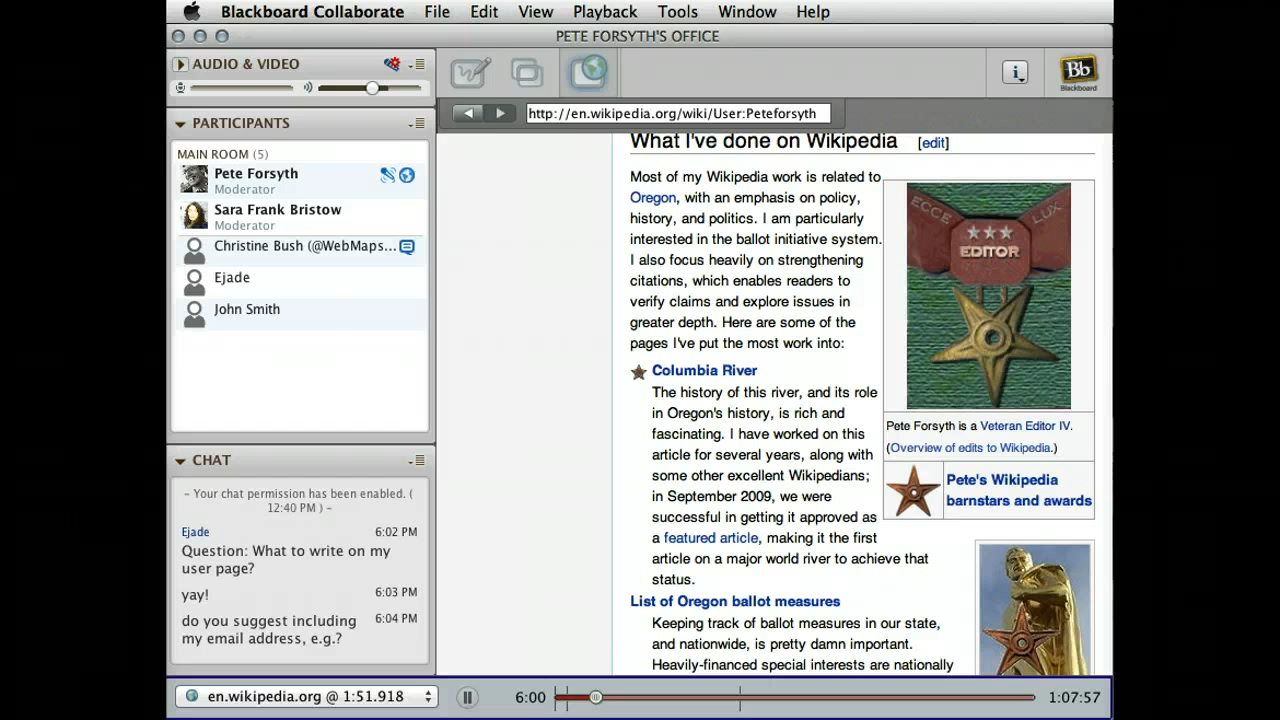 Blackboard Collaborate File Edit View Playback Tools Window Help
PETE FORSYTH'S OFFICE
AUDIO & VIDEO
Bb
Blackboard
http://en.wikipedia.org/wiki/User:Peteforsyth
PARTICIPANTS
MAIN ROOM (5)
Pete Forsyth
Moderator
Sara Frank Bristow
Moderator
Christine Bush (@WebMaps...
Ejade
John Smith
CHAT
– Your chat permission has been enabled. (
12:40 PM ) –
Ejade 6:02 PM
Question: What to write on my
user page?
yay! 6:03 PM
do you suggest including 6:04 PM
my email address, e.g.?
What I've done on Wikipedia [edit]
Most of my Wikipedia work is related to
Oregon, with an emphasis on policy,
history, and politics. I am particularly
interested in the ballot initiative system.
I also focus heavily on strengthening
citations, which enables readers to
verify claims and explore issues in
greater depth. Here are some of the
pages I've put the most work into:
Columbia River
The history of this river, and its role
in Oregon's history, is rich and
fascinating. I have worked on this
article for several years, along with
some other excellent Wikipedians;
in September 2009, we were
successful in getting it approved as
a featured article, making it the first
article on a major world river to achieve that
status.
List of Oregon ballot measures
Keeping track of ballot measures in our state,
and nationwide, is pretty damn important.
Heavily-financed special interests are nationally
ECCE LUX
EDITOR
Pete Forsyth is a Veteran Editor IV.
(Overview of edits to Wikipedia.)
Pete's Wikipedia
barnstars and awards
en.wikipedia.org @ 1:51.918
6:00
1:07:57